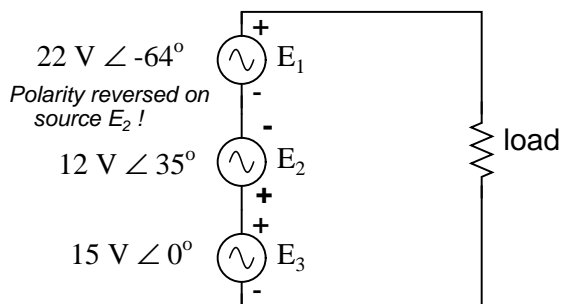 +
22 V ∠ -64°
E₁
Polarity reversed on
source E₂ !
-
-
12 V ∠ 35°
E₂
load
+
+
15 V ∠ 0°
E₃
-